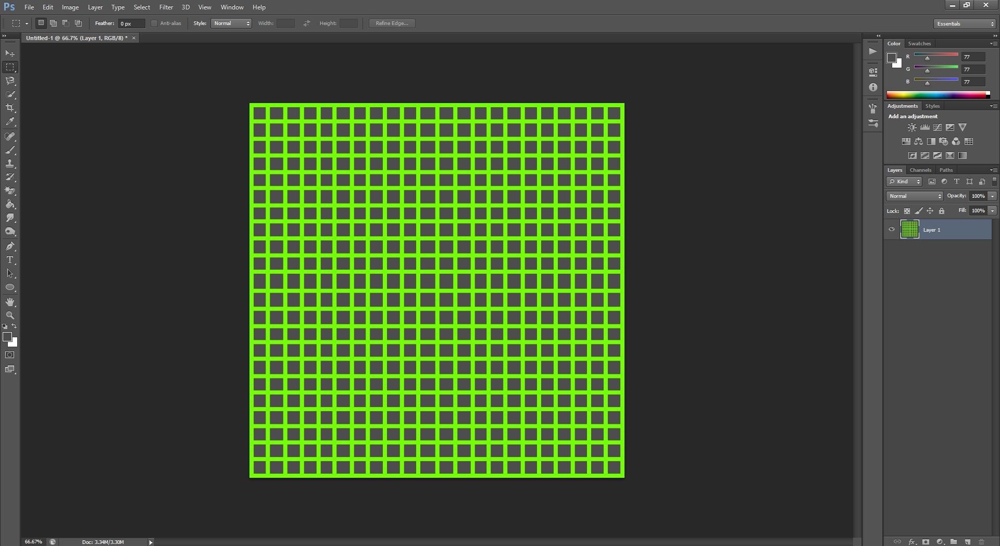 Ps File Edit Image Layer Type Select Filter 3D View Window Help
Feather: 0 px Anti-alias Style: Normal Width: Height: Refine Edge... Essentials
Untitled-1 @ 66.7% (Layer 1, RGB/8) * ×
Color Swatches
R 77
G 77
B 77
Adjustments Styles
Add an adjustment
Layers Channels Paths
Kind
Normal Opacity: 100%
Lock: Fill: 100%
Layer 1
66.67% Doc: 3.34M/3.30M